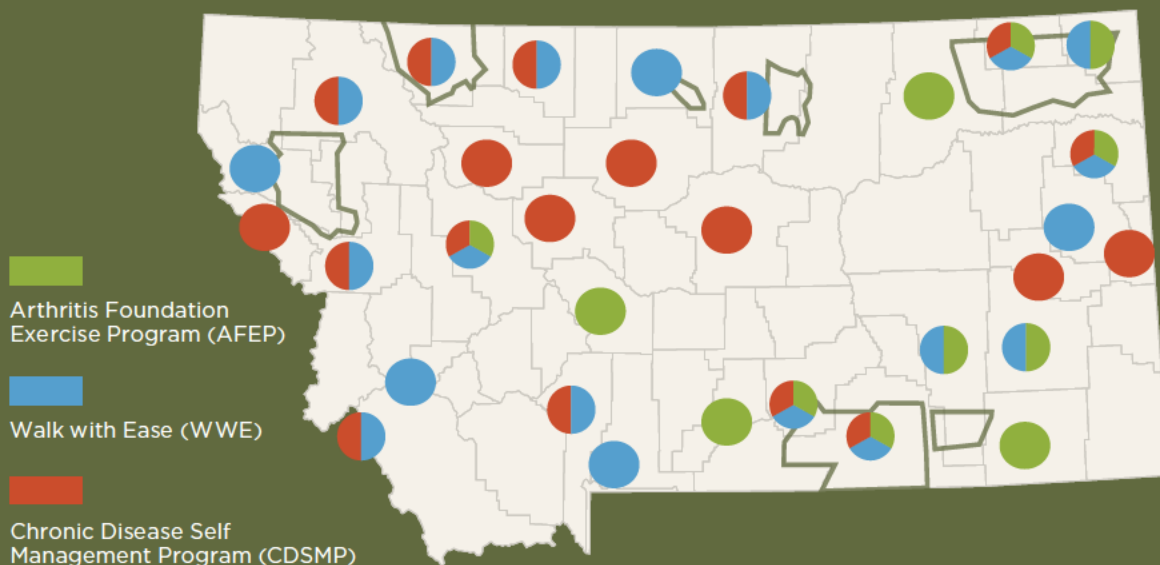 Arthritis Foundation
Exercise Program (AFEP)
Walk with Ease (WWE)
Chronic Disease Self
Management Program (CDSMP)